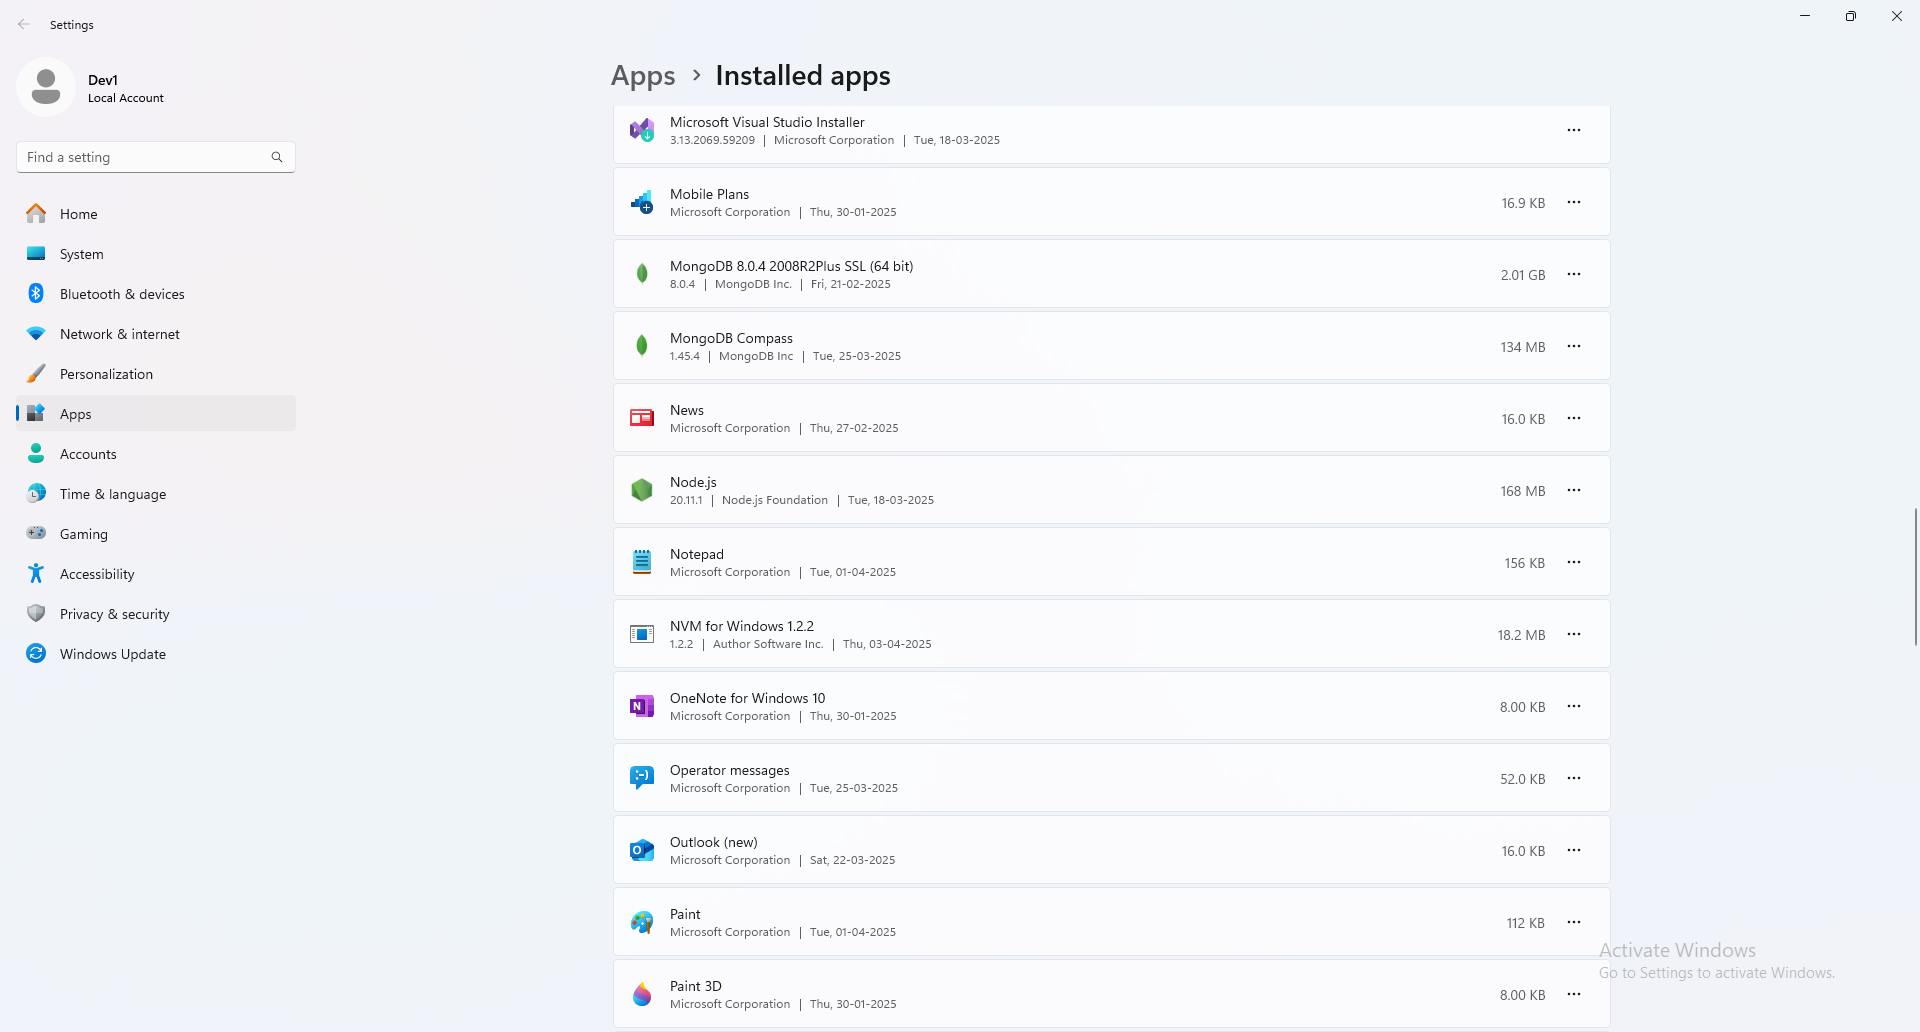 Settings
Dev1
Local Account
Find a setting
Home
System
Bluetooth & devices
Network & internet
Personalization
Apps
Accounts
Time & language
Gaming
Accessibility
Privacy & security
Windows Update
Apps > Installed apps
Microsoft Visual Studio Installer
3.13.2069.59209 | Microsoft Corporation | Tue, 18-03-2025
Mobile Plans
Microsoft Corporation | Thu, 30-01-2025
16.9 KB
MongoDB 8.0.4 2008R2Plus SSL (64 bit)
8.0.4 | MongoDB Inc. | Fri, 21-02-2025
2.01 GB
MongoDB Compass
1.45.4 | MongoDB Inc | Tue, 25-03-2025
134 MB
News
Microsoft Corporation | Thu, 27-02-2025
16.0 KB
Node.js
20.11.1 | Node.js Foundation | Tue, 18-03-2025
168 MB
Notepad
Microsoft Corporation | Tue, 01-04-2025
156 KB
NVM for Windows 1.2.2
1.2.2 | Author Software Inc. | Thu, 03-04-2025
18.2 MB
OneNote for Windows 10
Microsoft Corporation | Thu, 30-01-2025
8.00 KB
Operator messages
Microsoft Corporation | Tue, 25-03-2025
52.0 KB
Outlook (new)
Microsoft Corporation | Sat, 22-03-2025
16.0 KB
Paint
Microsoft Corporation | Tue, 01-04-2025
112 KB
Paint 3D
Microsoft Corporation | Thu, 30-01-2025
8.00 KB
Activate Windows
Go to Settings to activate Windows.